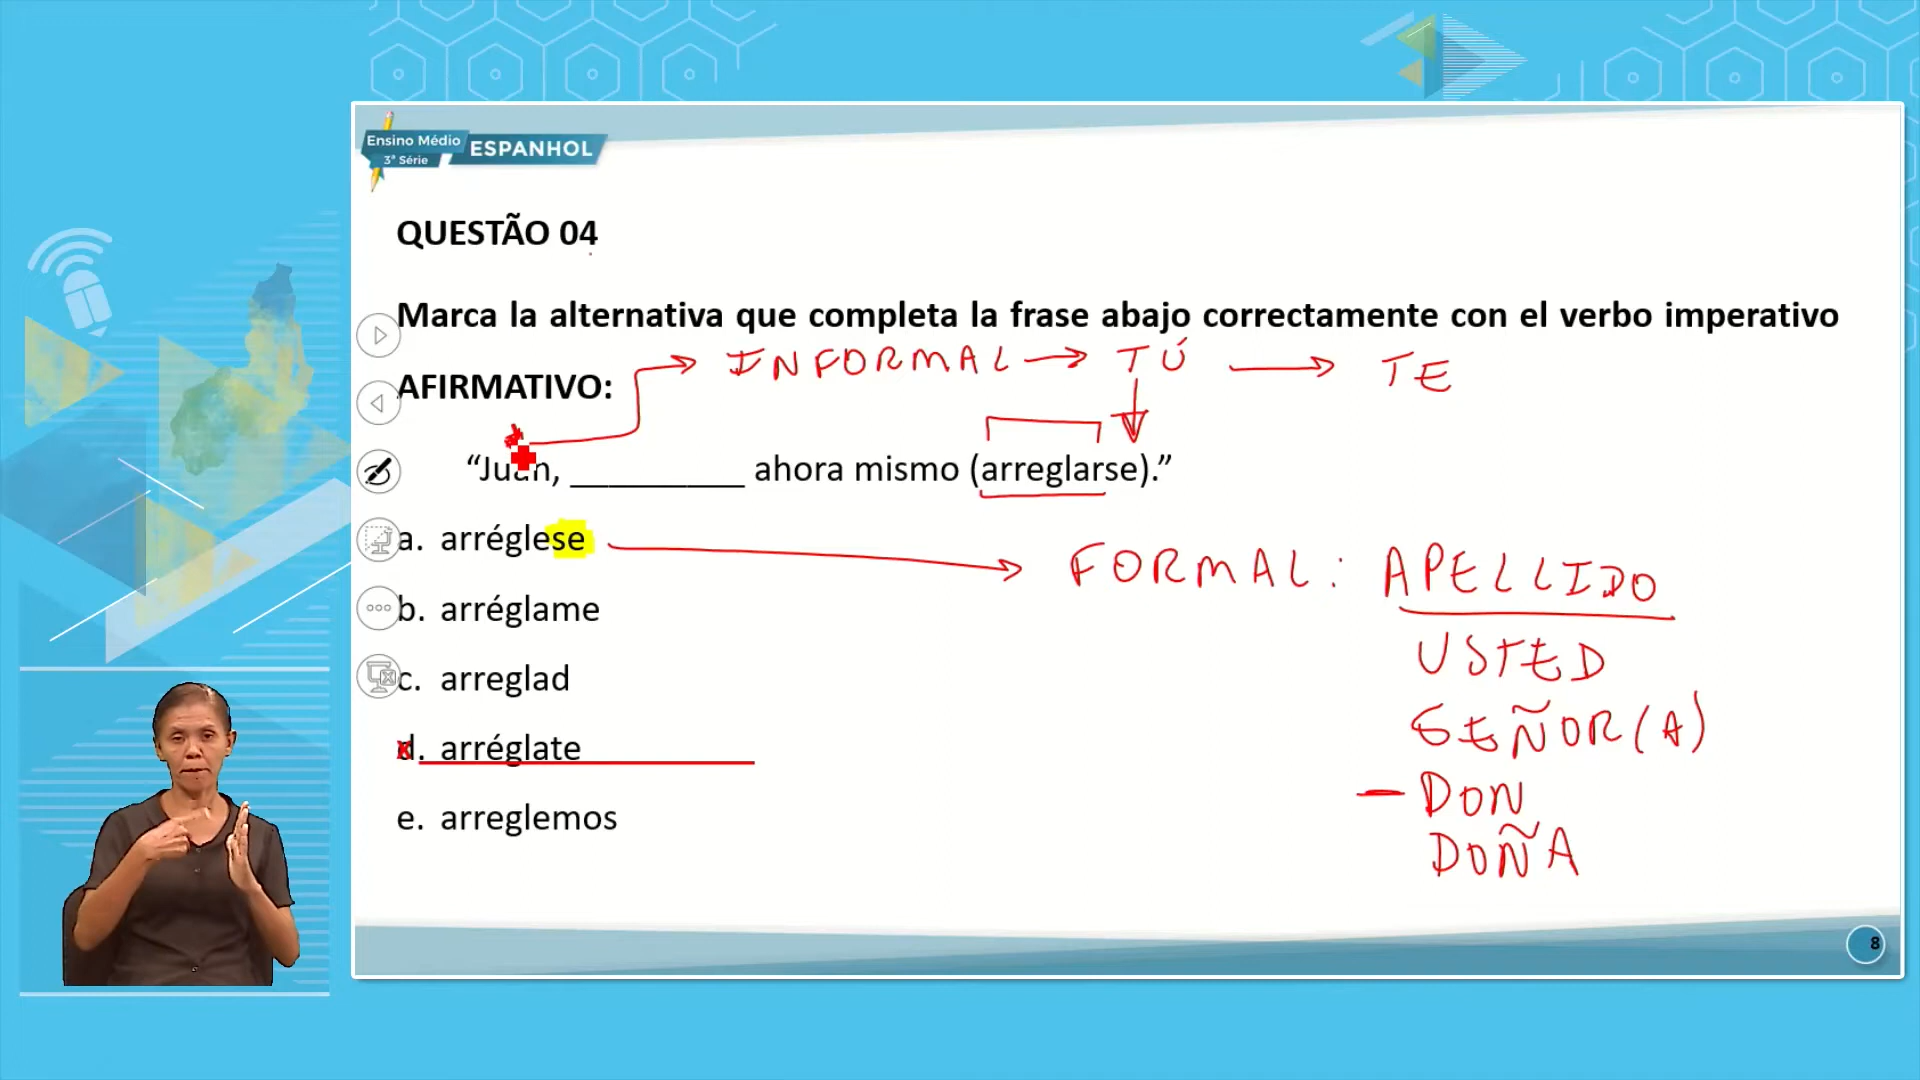 Ensino Médio
3ª Série
ESPANHOL
QUESTÃO 04
Marca la alternativa que completa la frase abajo correctamente con el verbo imperativo
INFORMAL → TÚ → TE
AFIRMATIVO:
“Juan, __________ ahora mismo (arreglarse).”
a. arréglese
FORMAL: APELLIDO
b. arréglame
USTED
c. arreglad
SEÑOR(A)
x
d. arréglate
DON
e. arreglemos
DOÑA
8